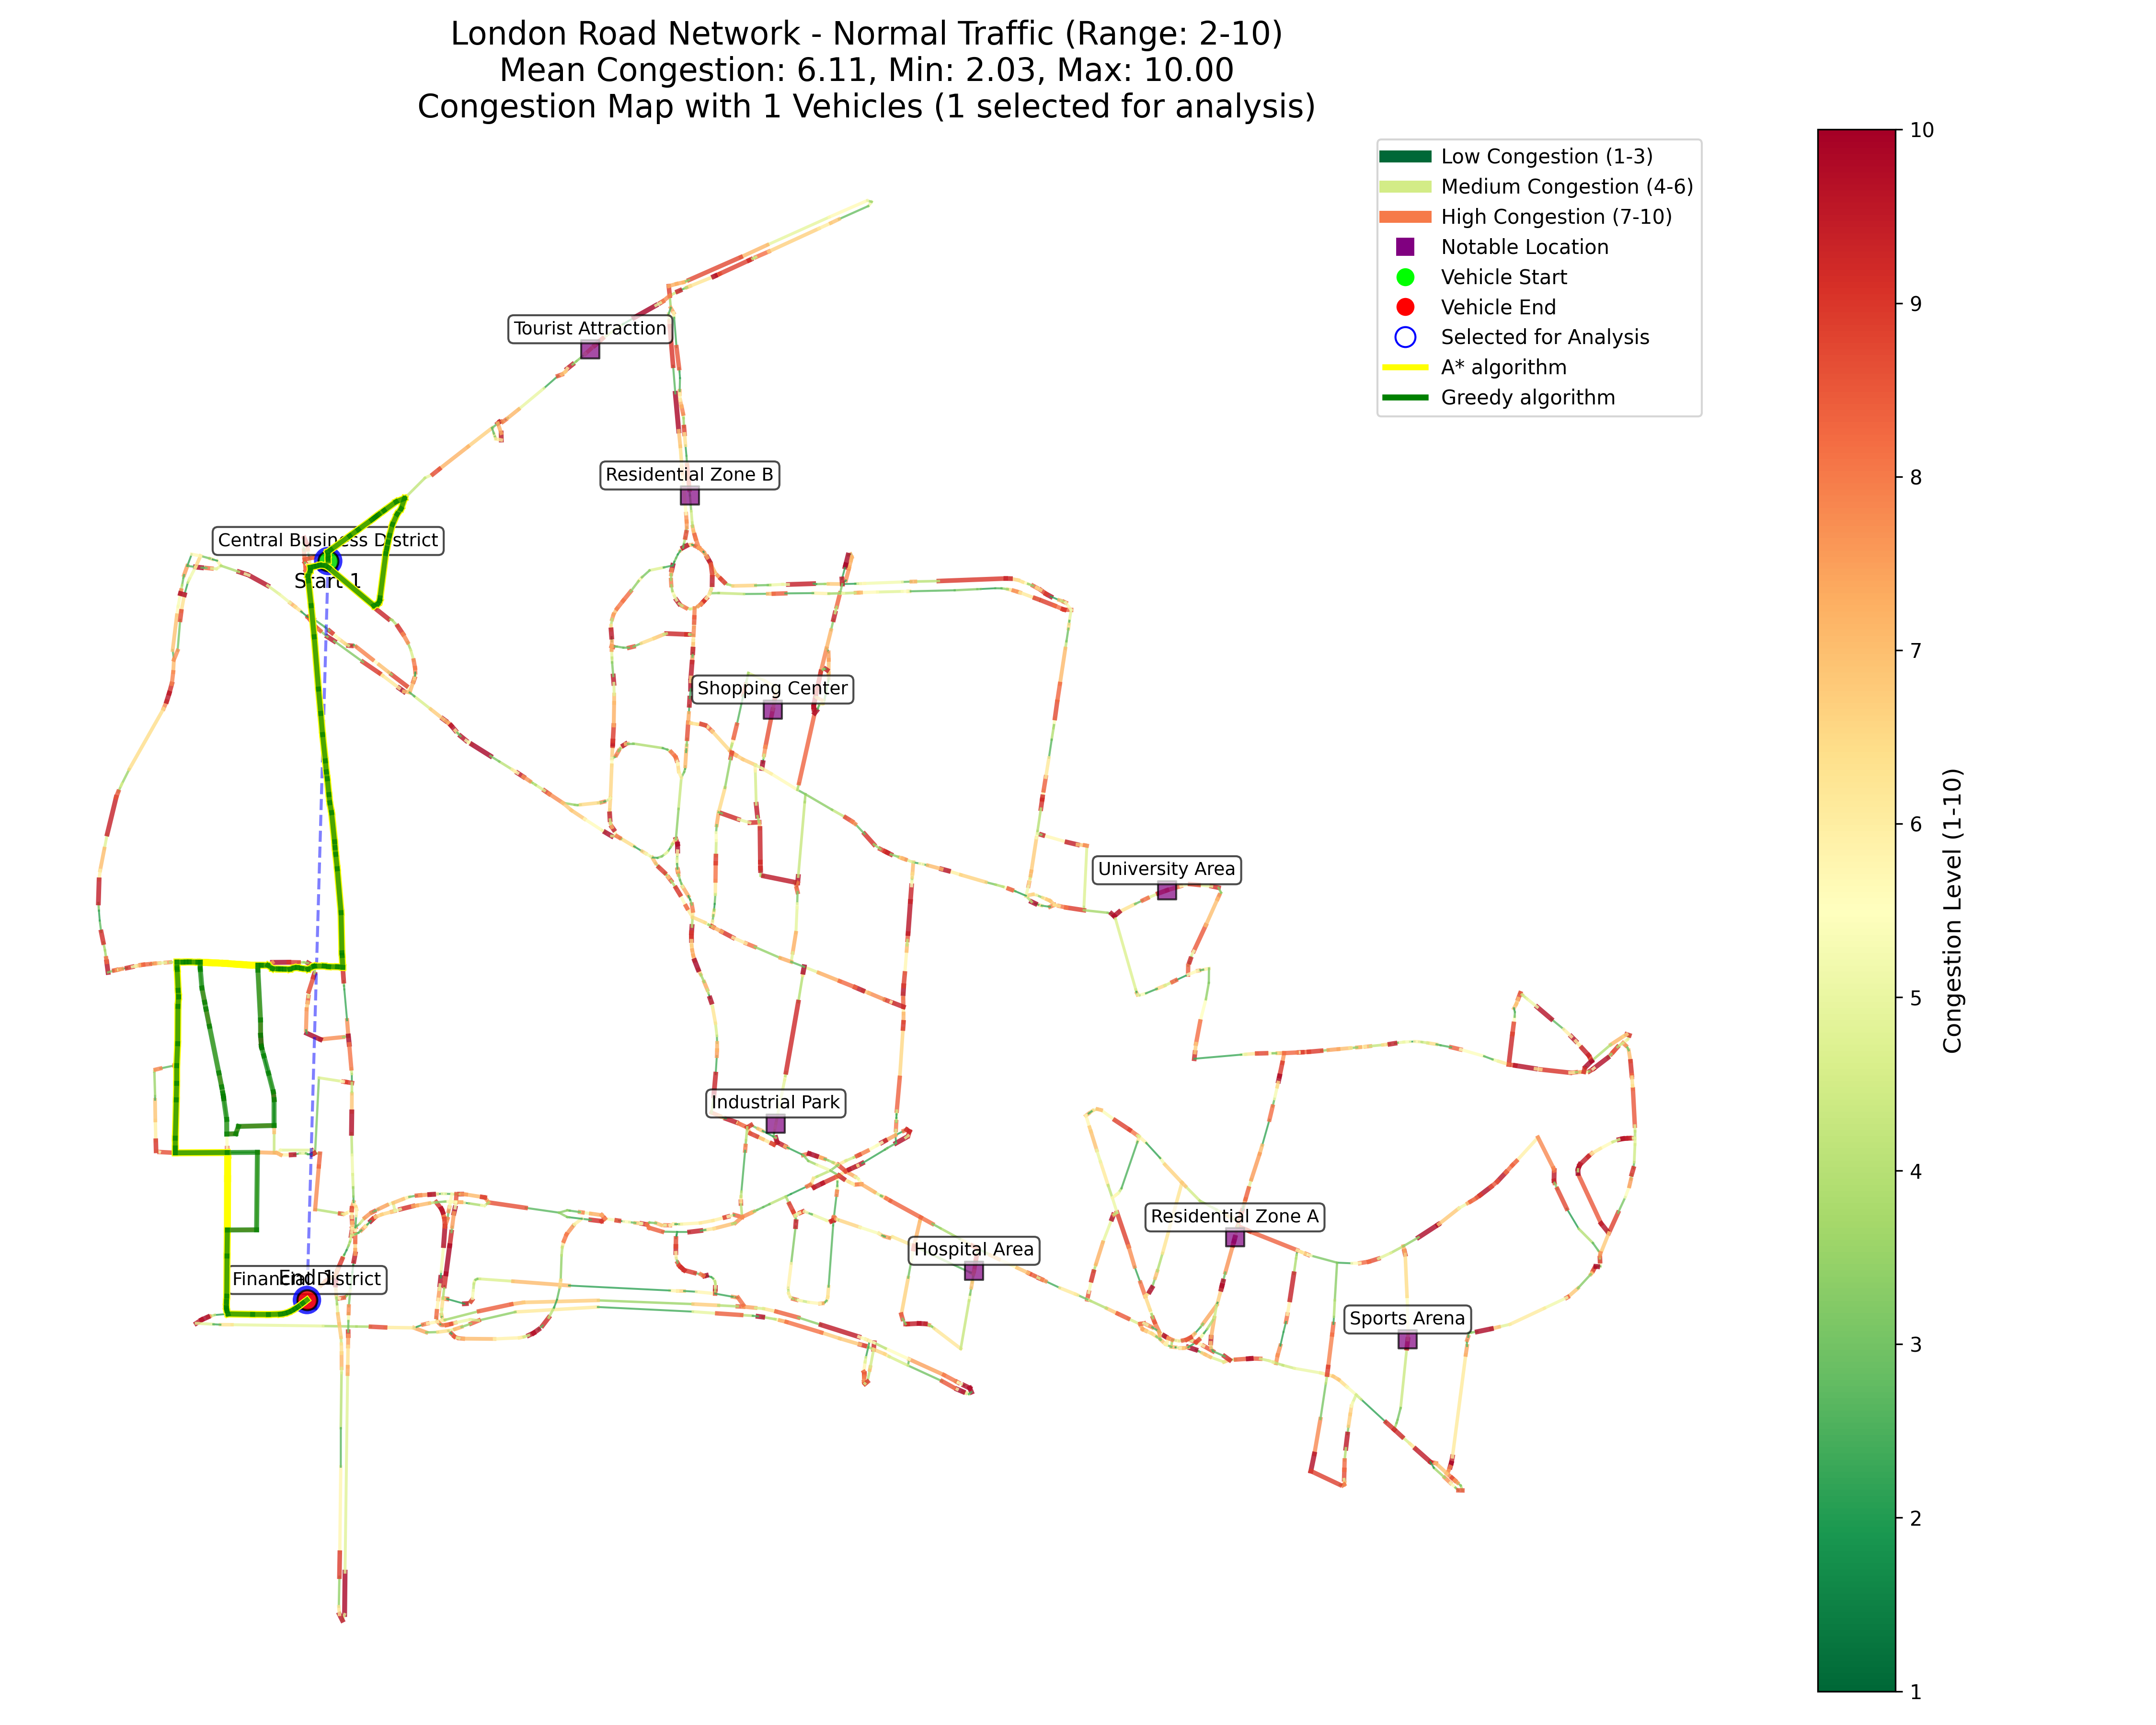 London Road Network - Normal Traffic (Range: 2-10)
Mean Congestion: 6.11, Min: 2.03, Max: 10.00
Congestion Map with 1 Vehicles (1 selected for analysis)
Low Congestion (1-3)
Medium Congestion (4-6)
High Congestion (7-10)
Notable Location
Vehicle Start
Vehicle End
Selected for Analysis
A* algorithm
Greedy algorithm
Tourist Attraction
Residential Zone B
Central Business District
Start 1
Shopping Center
University Area
Industrial Park
Residential Zone A
Hospital Area
Financial District
End 1
Sports Arena
10
9
8
7
6
5
4
3
2
1
Congestion Level (1-10)